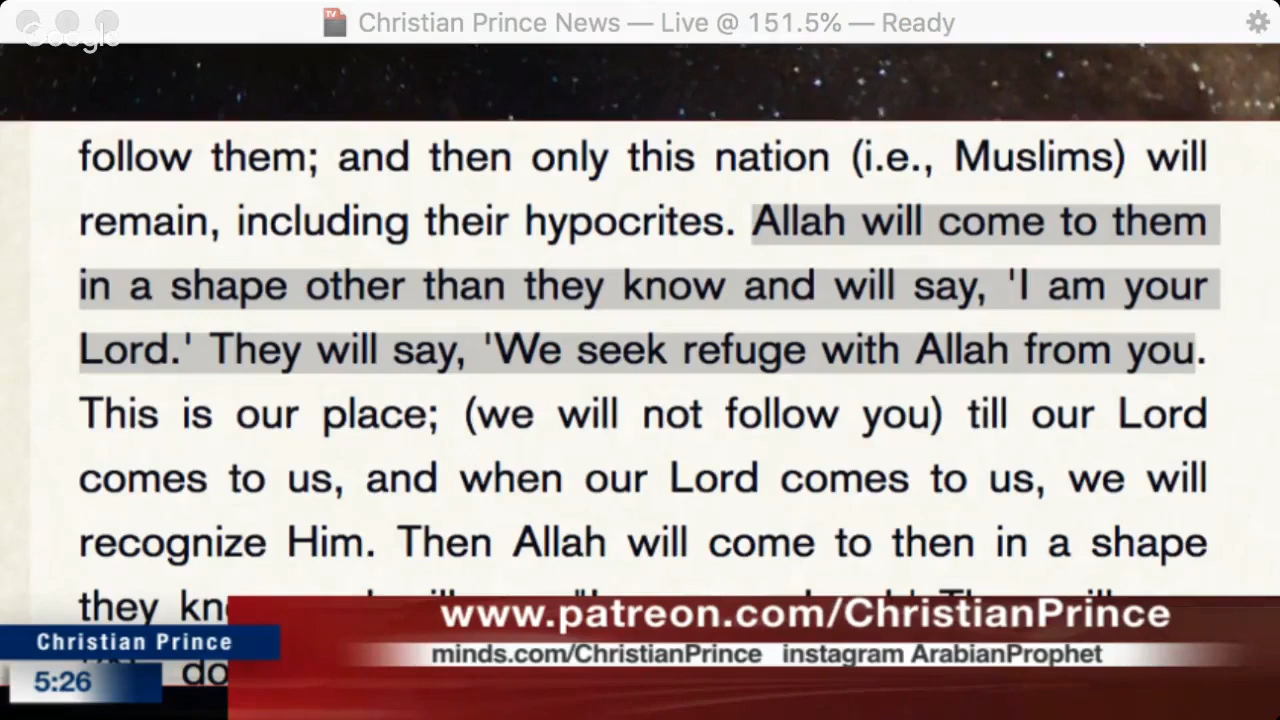 Christian Prince News — Live @ 151.5% — Ready
Google
follow them; and then only this nation (i.e., Muslims) will
remain, including their hypocrites. Allah will come to them
in a shape other than they know and will say, 'I am your
Lord.' They will say, 'We seek refuge with Allah from you.
This is our place; (we will not follow you) till our Lord
comes to us, and when our Lord comes to us, we will
recognize Him. Then Allah will come to then in a shape
they
www.patreon.com/ChristianPrince
Christian Prince
minds.com/ChristianPrince instagram ArabianProphet
5:26